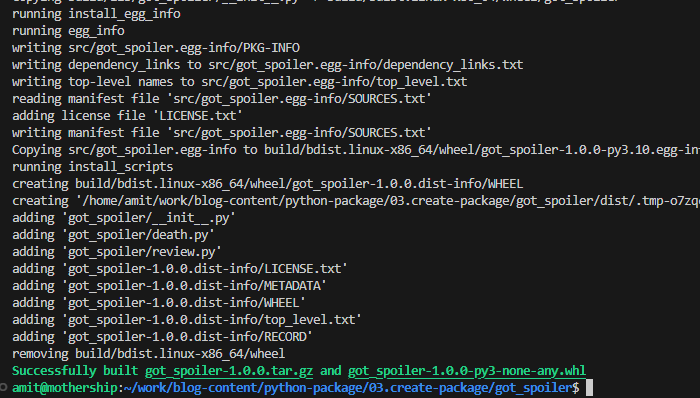 running install_egg_info
running egg_info
writing src/got_spoiler.egg-info/PKG-INFO
writing dependency_links to src/got_spoiler.egg-info/dependency_links.txt
writing top-level names to src/got_spoiler.egg-info/top_level.txt
reading manifest file 'src/got_spoiler.egg-info/SOURCES.txt'
adding license file 'LICENSE.txt'
writing manifest file 'src/got_spoiler.egg-info/SOURCES.txt'
Copying src/got_spoiler.egg-info to build/bdist.linux-x86_64/wheel/got_spoiler-1.0.0-py3.10.egg-in
running install_scripts
creating build/bdist.linux-x86_64/wheel/got_spoiler-1.0.0.dist-info/WHEEL
creating '/home/amit/work/blog-content/python-package/03.create-package/got_spoiler/dist/.tmp-o7zq
adding 'got_spoiler/__init__.py'
adding 'got_spoiler/death.py'
adding 'got_spoiler/review.py'
adding 'got_spoiler-1.0.0.dist-info/LICENSE.txt'
adding 'got_spoiler-1.0.0.dist-info/METADATA'
adding 'got_spoiler-1.0.0.dist-info/WHEEL'
adding 'got_spoiler-1.0.0.dist-info/top_level.txt'
adding 'got_spoiler-1.0.0.dist-info/RECORD'
removing build/bdist.linux-x86_64/wheel
Successfully built got_spoiler-1.0.0.tar.gz and got_spoiler-1.0.0-py3-none-any.whl
amit@mothership:~/work/blog-content/python-package/03.create-package/got_spoiler$